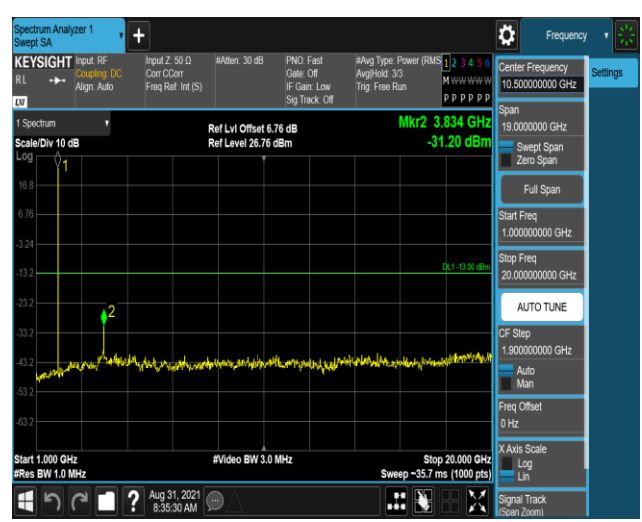 Spectrum Analyzer 1
Swept SA
Frequency
KEYSIGHT
RL
Input: RF
Coupling: DC
Align: Auto
Input Z: 50 Ω
Corr CCorr
Freq Ref: Int (S)
#Atten: 30 dB
PNO: Fast
Gate: Off
IF Gain: Low
Sig Track: Off
#Avg Type: Power (RMS
Avg|Hold: 3/3
Trig: Free Run
1 2 3 4 5 6
M W W W W W
P P P P P P
LXI
1 Spectrum
Scale/Div 10 dB
Ref Lvl Offset 6.76 dB
Ref Level 26.76 dBm
Mkr2 3.834 GHz
-31.20 dBm
Log
1
16.8
6.76
-3.24
DL1 -13.00 dBm
-13.2
-23.2
2
-33.2
-43.2
-53.2
-63.2
Start 1.000 GHz
#Res BW 1.0 MHz
#Video BW 3.0 MHz
Stop 20.000 GHz
Sweep ~35.7 ms (1000 pts)
Aug 31, 2021
8:35:30 AM
?
Center Frequency
10.500000000 GHz
Settings
Span
19.0000000 GHz
Swept Span
Zero Span
Full Span
Start Freq
1.000000000 GHz
Stop Freq
20.000000000 GHz
AUTO TUNE
CF Step
1.900000000 GHz
Auto
Man
Freq Offset
0 Hz
X Axis Scale
Log
Lin
Signal Track
(Span Zoom)